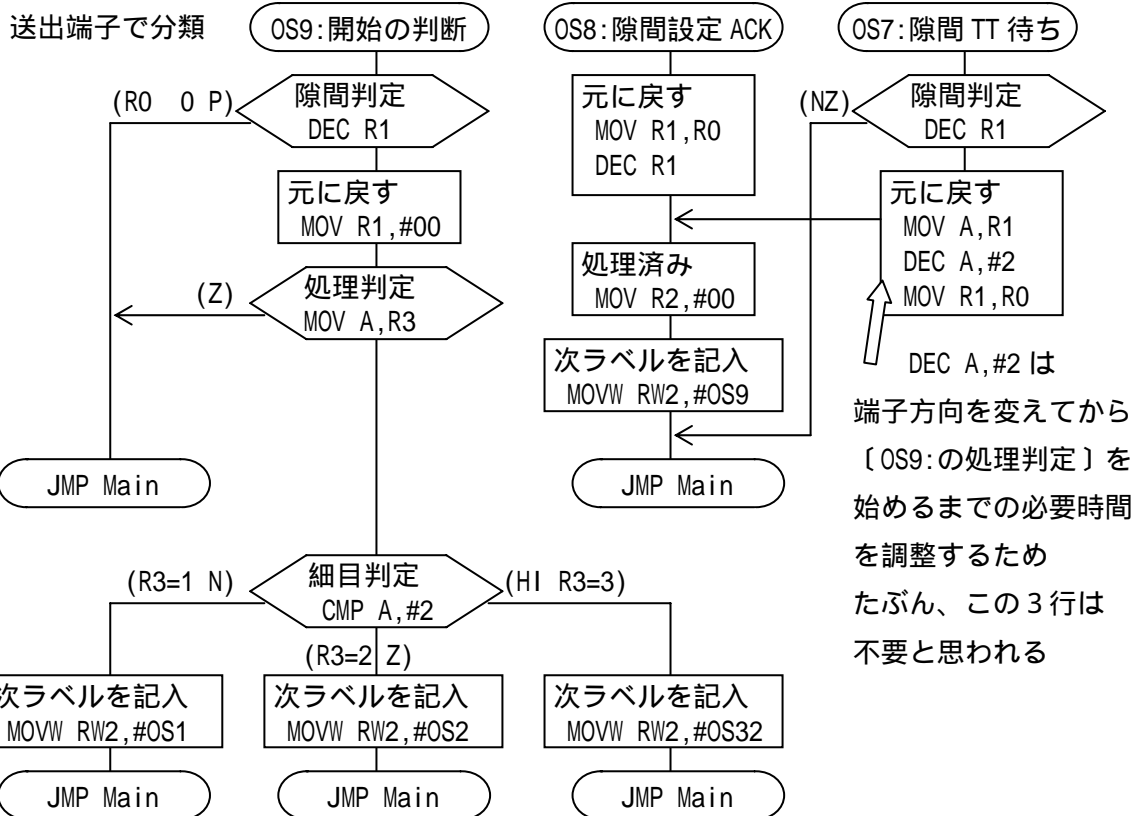 送出端子で分類
OS9:開始の判断
(R0 0 P)
隙間判定
DEC R1
元に戻す
MOV R1,#00
(Z)
処理判定
MOV A,R3
JMP Main
(R3=1 N)
細目判定
CMP A,#2
(HI R3=3)
(R3=2 Z)
次ラベルを記入
MOVW RW2,#OS1
JMP Main
次ラベルを記入
MOVW RW2,#OS2
JMP Main
次ラベルを記入
MOVW RW2,#OS32
JMP Main
OS8:隙間設定 ACK
元に戻す
MOV R1,R0
DEC R1
処理済み
MOV R2,#00
次ラベルを記入
MOVW RW2,#OS9
JMP Main
OS7:隙間 TT 待ち
(NZ)
隙間判定
DEC R1
元に戻す
MOV A,R1
DEC A,#2
MOV R1,R0
DEC A,#2 は
端子方向を変えてから
〔OS9:の処理判定〕を
始めるまでの必要時間
を調整するため
たぶん、この3行は
不要と思われる